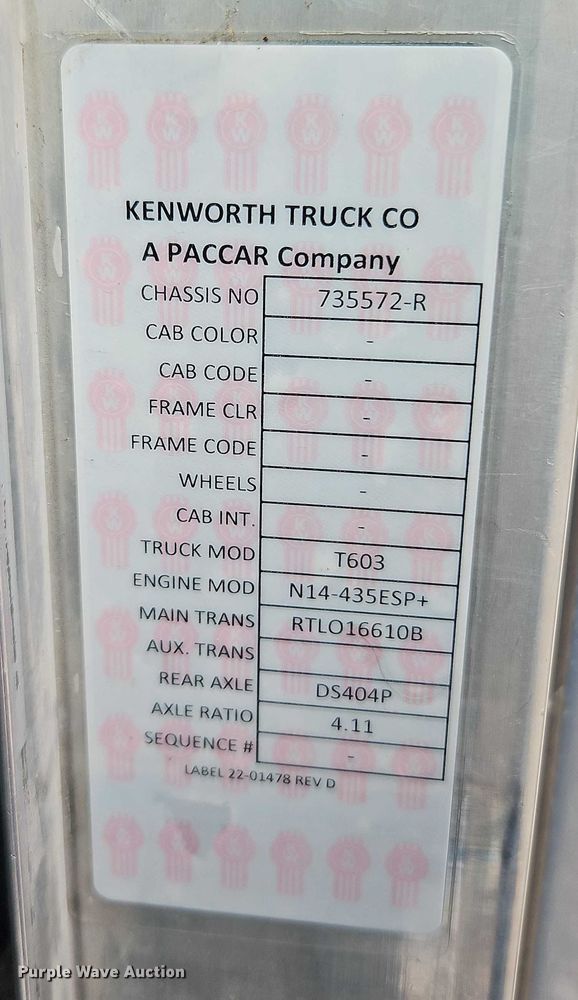 KENWORTH TRUCK CO
A PACCAR Company
CHASSIS NO 735572-R
CAB COLOR -
CAB CODE -
FRAME CLR -
FRAME CODE -
WHEELS -
CAB INT. -
TRUCK MOD T603
ENGINE MOD N14-435ESP+
MAIN TRANS RTLO16610B
AUX. TRANS
REAR AXLE DS404P
AXLE RATIO 4.11
SEQUENCE # -
LABEL 22-01478 REV D
Purple Wave Auction